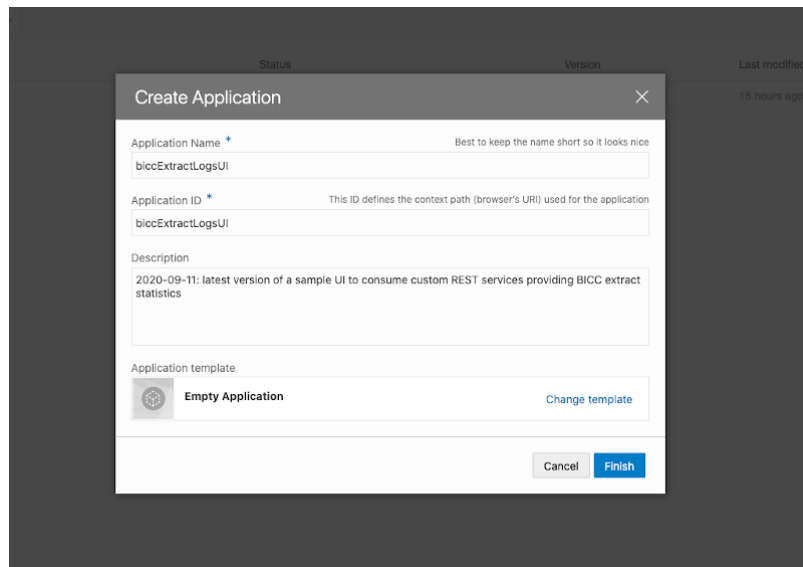 Status Version Last modified
15 hours ago
Create Application
Application Name * Best to keep the name short so it looks nice
biccExtractLogsUI
Application ID * This ID defines the context path (browser's URI) used for the application
biccExtractLogsUI
Description
2020-09-11: latest version of a sample UI to consume custom REST services providing BICC extract
statistics
Application template
Empty Application
Change template
Cancel Finish